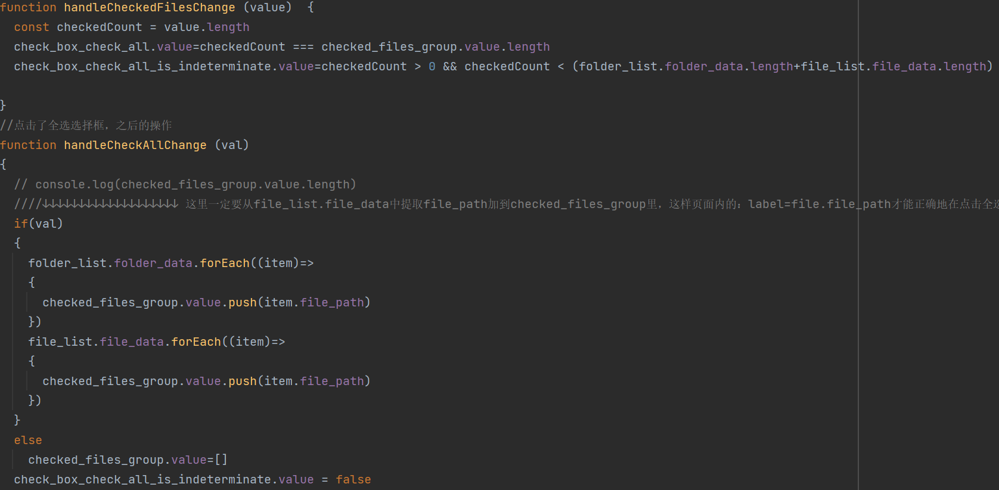 function handleCheckedFilesChange (value)  {
  const checkedCount = value.length
  check_box_check_all.value=checkedCount === checked_files_group.value.length
  check_box_check_all_is_indeterminate.value=checkedCount > 0 && checkedCount < (folder_list.folder_data.length+file_list.file_data.length)
}
//点击了全选选择框，之后的操作
function handleCheckAllChange (val)
{
  // console.log(checked_files_group.value.length)
  ////↓↓↓↓↓↓↓↓↓↓↓↓↓↓↓↓↓↓↓ 这里一定要从file_list.file_data中提取file_path加到checked_files_group里，这样页面内的：label=file.file_path才能正确地在点击全选
  if(val)
  {
    folder_list.folder_data.forEach((item)=>
    {
      checked_files_group.value.push(item.file_path)
    })
    file_list.file_data.forEach((item)=>
    {
      checked_files_group.value.push(item.file_path)
    })
  }
  else
    checked_files_group.value=[]
  check_box_check_all_is_indeterminate.value = false